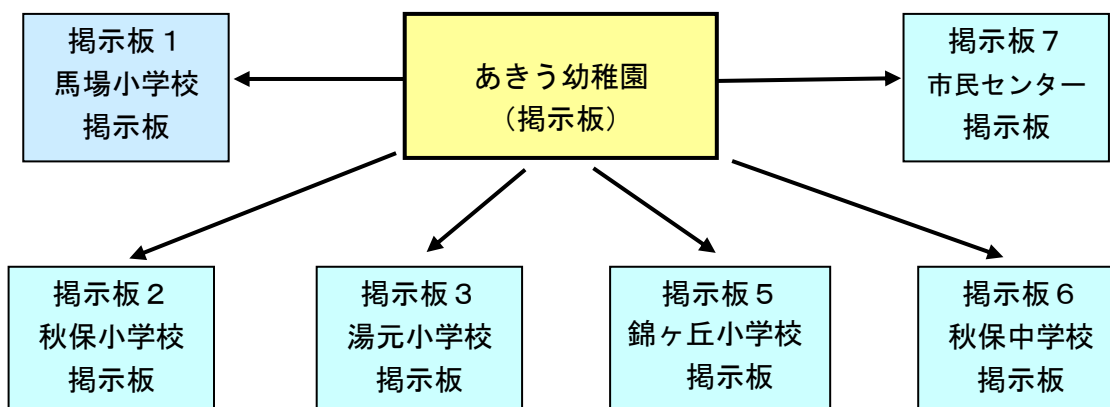 掲示板１
馬場小学校
掲示板
あきう幼稚園
（掲示板）
掲示板７
市民センター
掲示板
掲示板２
秋保小学校
掲示板
掲示板３
湯元小学校
掲示板
掲示板５
錦ヶ丘小学校
掲示板
掲示板６
秋保中学校
掲示板